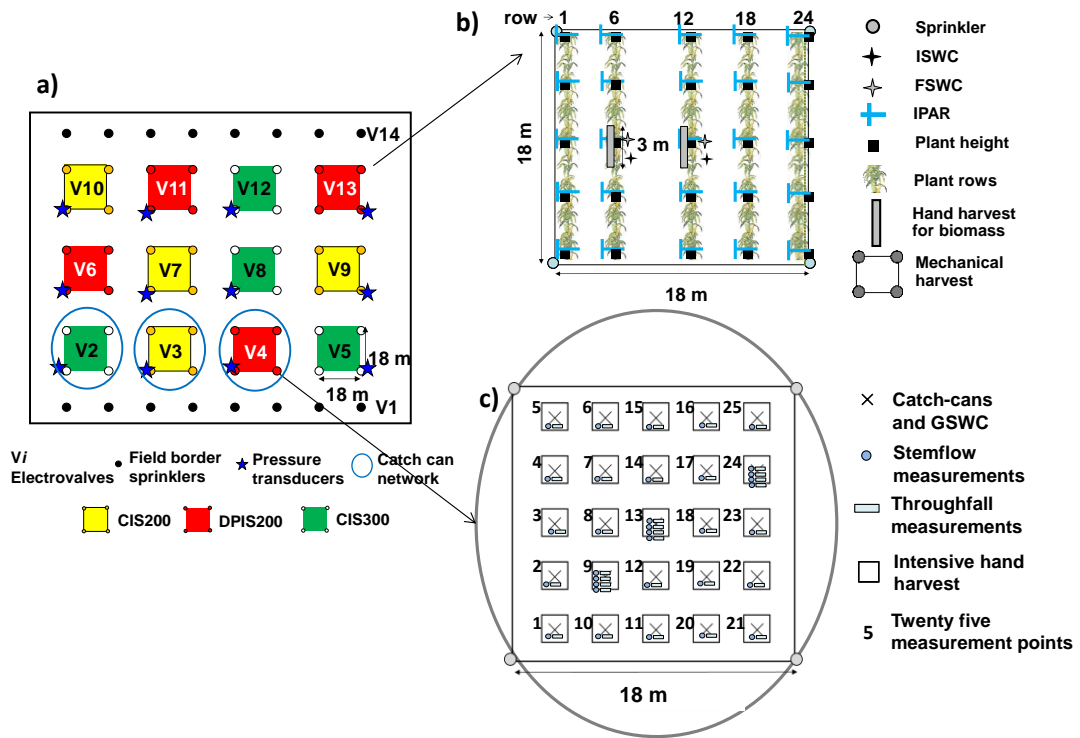 a)
V14
V10 V11 V12 V13
V6 V7 V8 V9
V2 V3 V4 V5
18 m
18 m
V1
Vi
Electrovalves
Field border
sprinklers
Pressure
transducers
Catch can
network
CIS200 DPIS200 CIS300
b)
row 1 6 12 18 24
18 m
3 m
18 m
Sprinkler
ISWC
FSWC
IPAR
Plant height
Plant rows
Hand harvest
for biomass
Mechanical
harvest
c)
5 6 15 16 25
4 7 14 17 24
3 8 13 18 23
2 9 12 19 22
1 10 11 20 21
18 m
Catch-cans
and GSWC
Stemflow
measurements
Throughfall
measurements
Intensive hand
harvest
5 Twenty five
measurement points